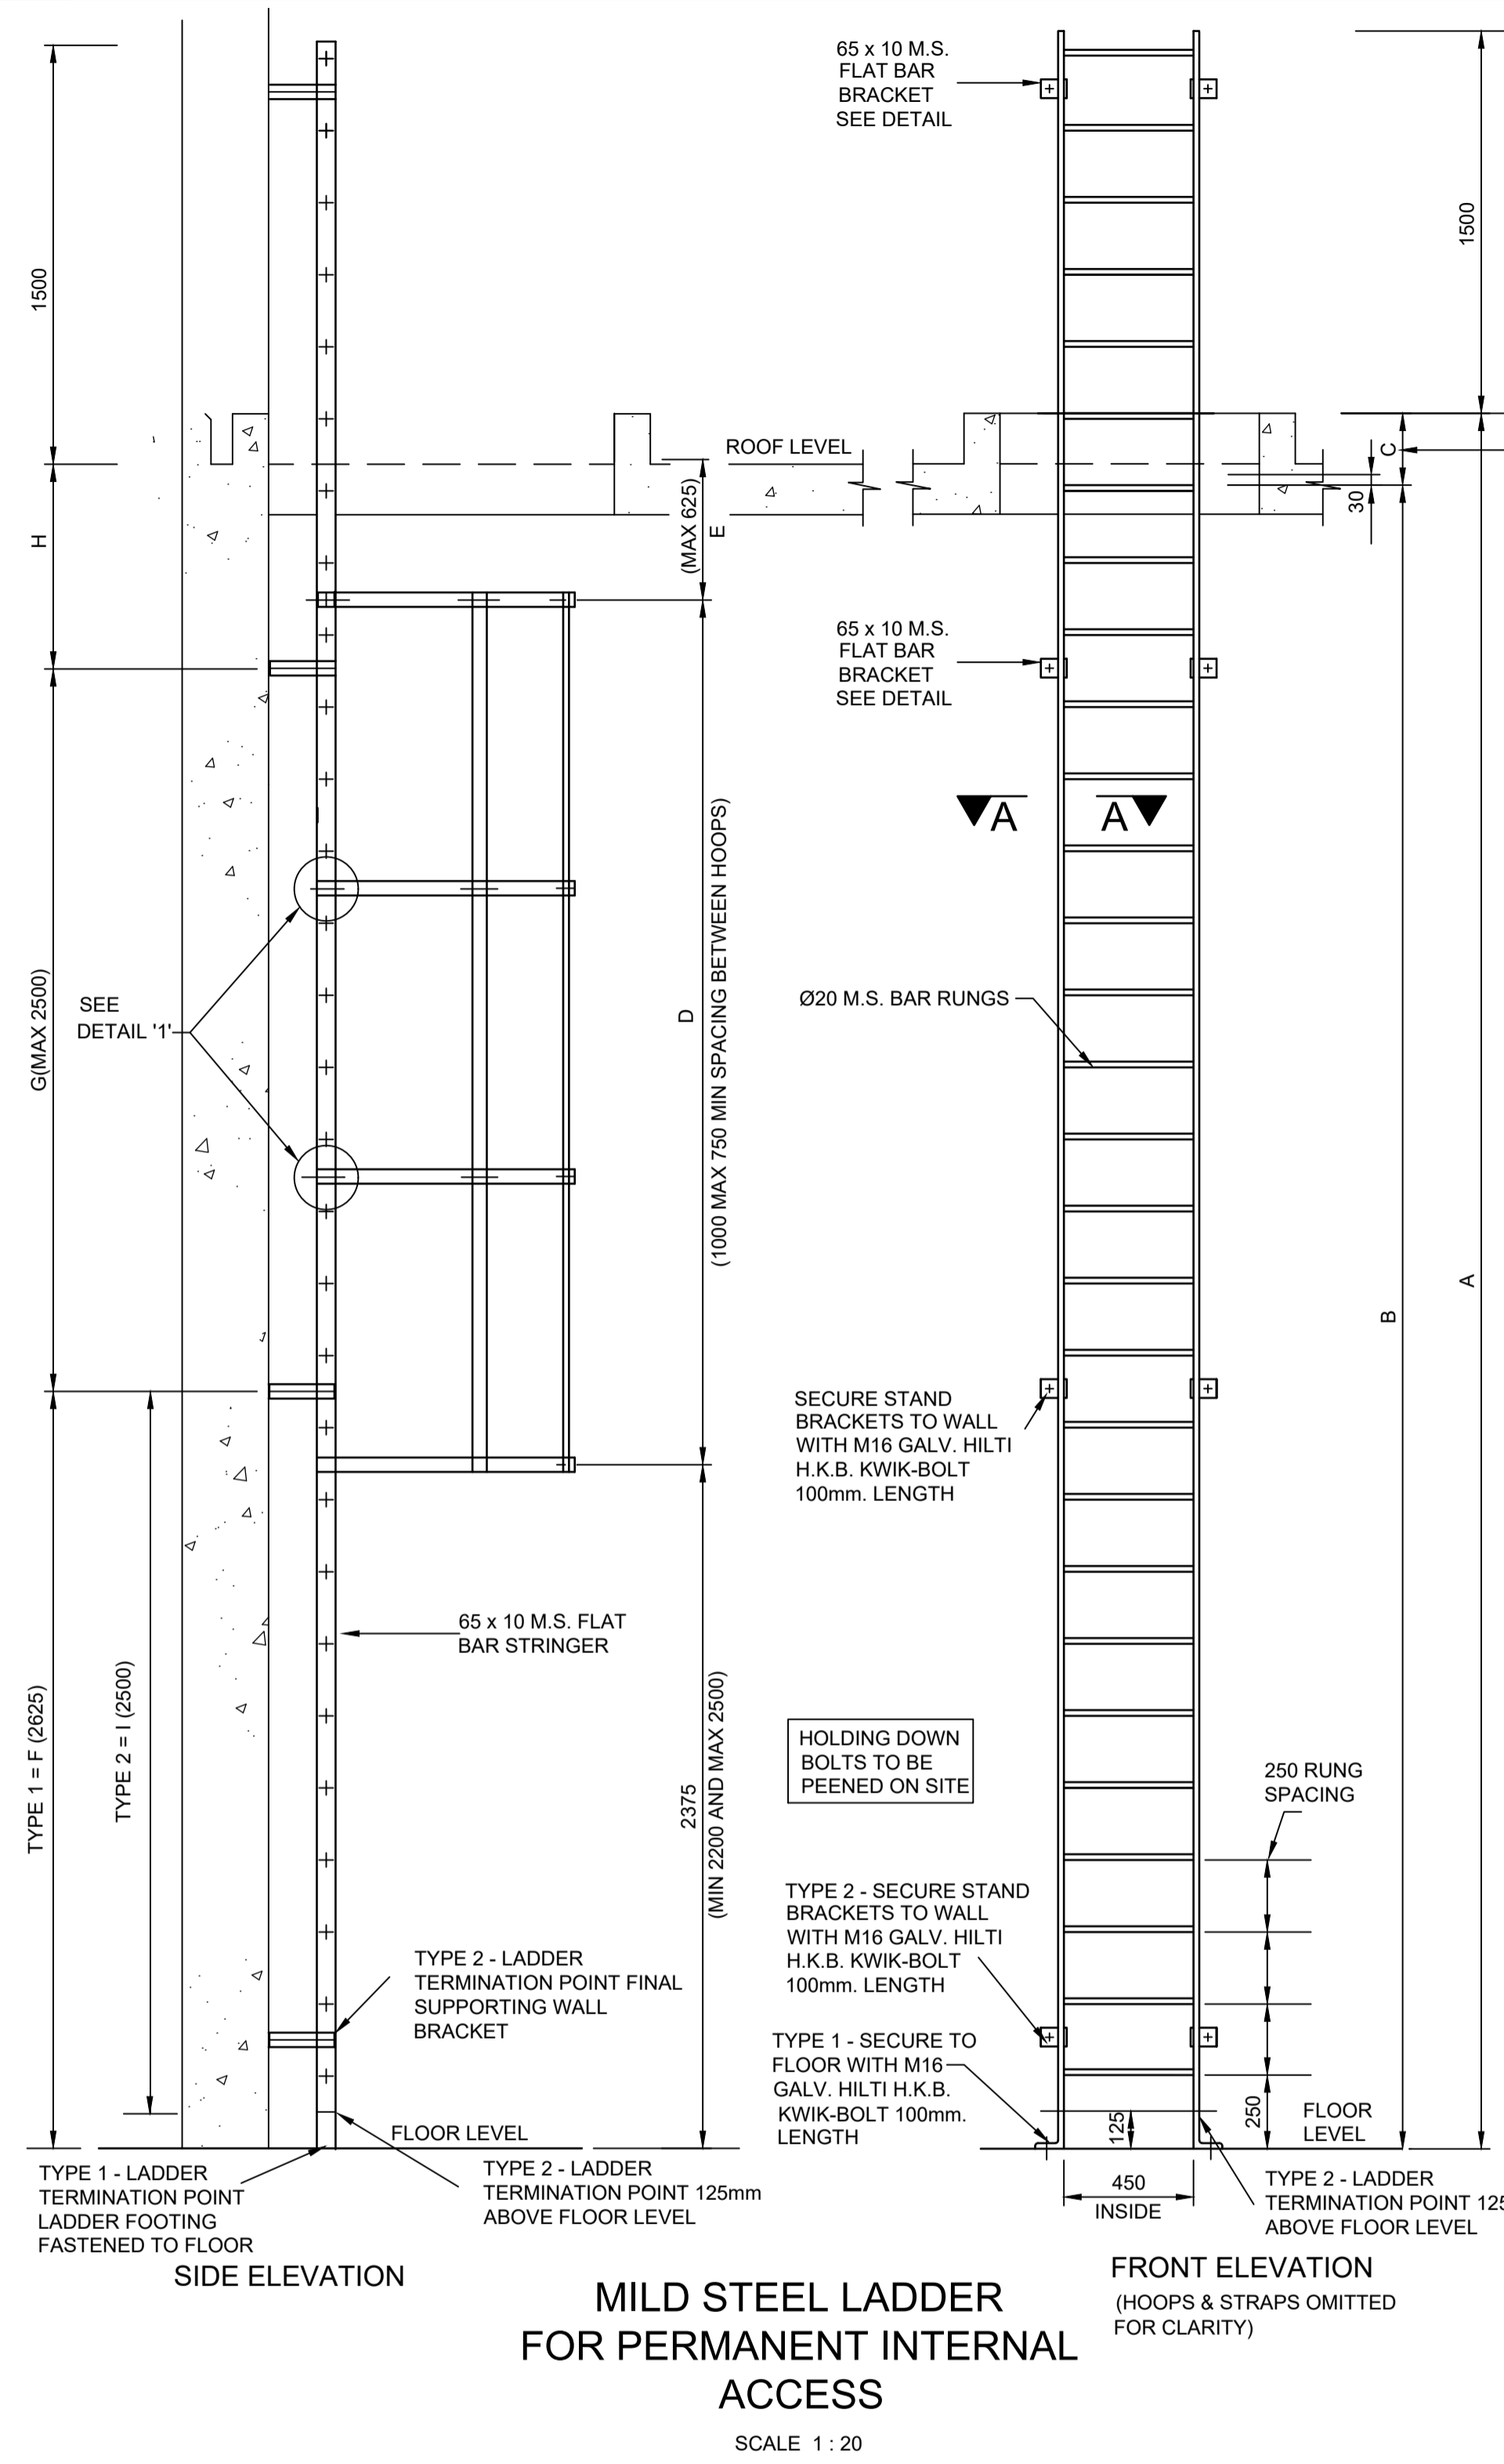 65 x 10 M.S.
FLAT BAR
BRACKET
SEE DETAIL
1500
1500
ROOF LEVEL
C
30
H
(MAX 625)
E
65 x 10 M.S.
FLAT BAR
BRACKET
SEE DETAIL
A
A
G(MAX 2500)
SEE
DETAIL '1'
D
(1000 MAX 750 MIN SPACING BETWEEN HOOPS)
Ø20 M.S. BAR RUNGS
B
A
SECURE STAND
BRACKETS TO WALL
WITH M16 GALV. HILTI
H.K.B. KWIK-BOLT
100mm. LENGTH
65 x 10 M.S. FLAT
BAR STRINGER
TYPE 1 = F (2625)
TYPE 2 = I (2500)
2375
(MIN 2200 AND MAX 2500)
HOLDING DOWN
BOLTS TO BE
PEENED ON SITE
250 RUNG
SPACING
TYPE 2 - SECURE STAND
BRACKETS TO WALL
WITH M16 GALV. HILTI
H.K.B. KWIK-BOLT
100mm. LENGTH
TYPE 2 - LADDER
TERMINATION POINT FINAL
SUPPORTING WALL
BRACKET
TYPE 1 - SECURE TO
FLOOR WITH M16
GALV. HILTI H.K.B.
KWIK-BOLT 100mm.
LENGTH
125
250
FLOOR
LEVEL
FLOOR LEVEL
TYPE 1 - LADDER
TERMINATION POINT
LADDER FOOTING
FASTENED TO FLOOR
TYPE 2 - LADDER
TERMINATION POINT 125mm
ABOVE FLOOR LEVEL
450
INSIDE
TYPE 2 - LADDER
TERMINATION POINT 125
ABOVE FLOOR LEVEL
SIDE ELEVATION
FRONT ELEVATION
(HOOPS & STRAPS OMITTED
FOR CLARITY)
MILD STEEL LADDER
FOR PERMANENT INTERNAL
ACCESS
SCALE 1 : 20